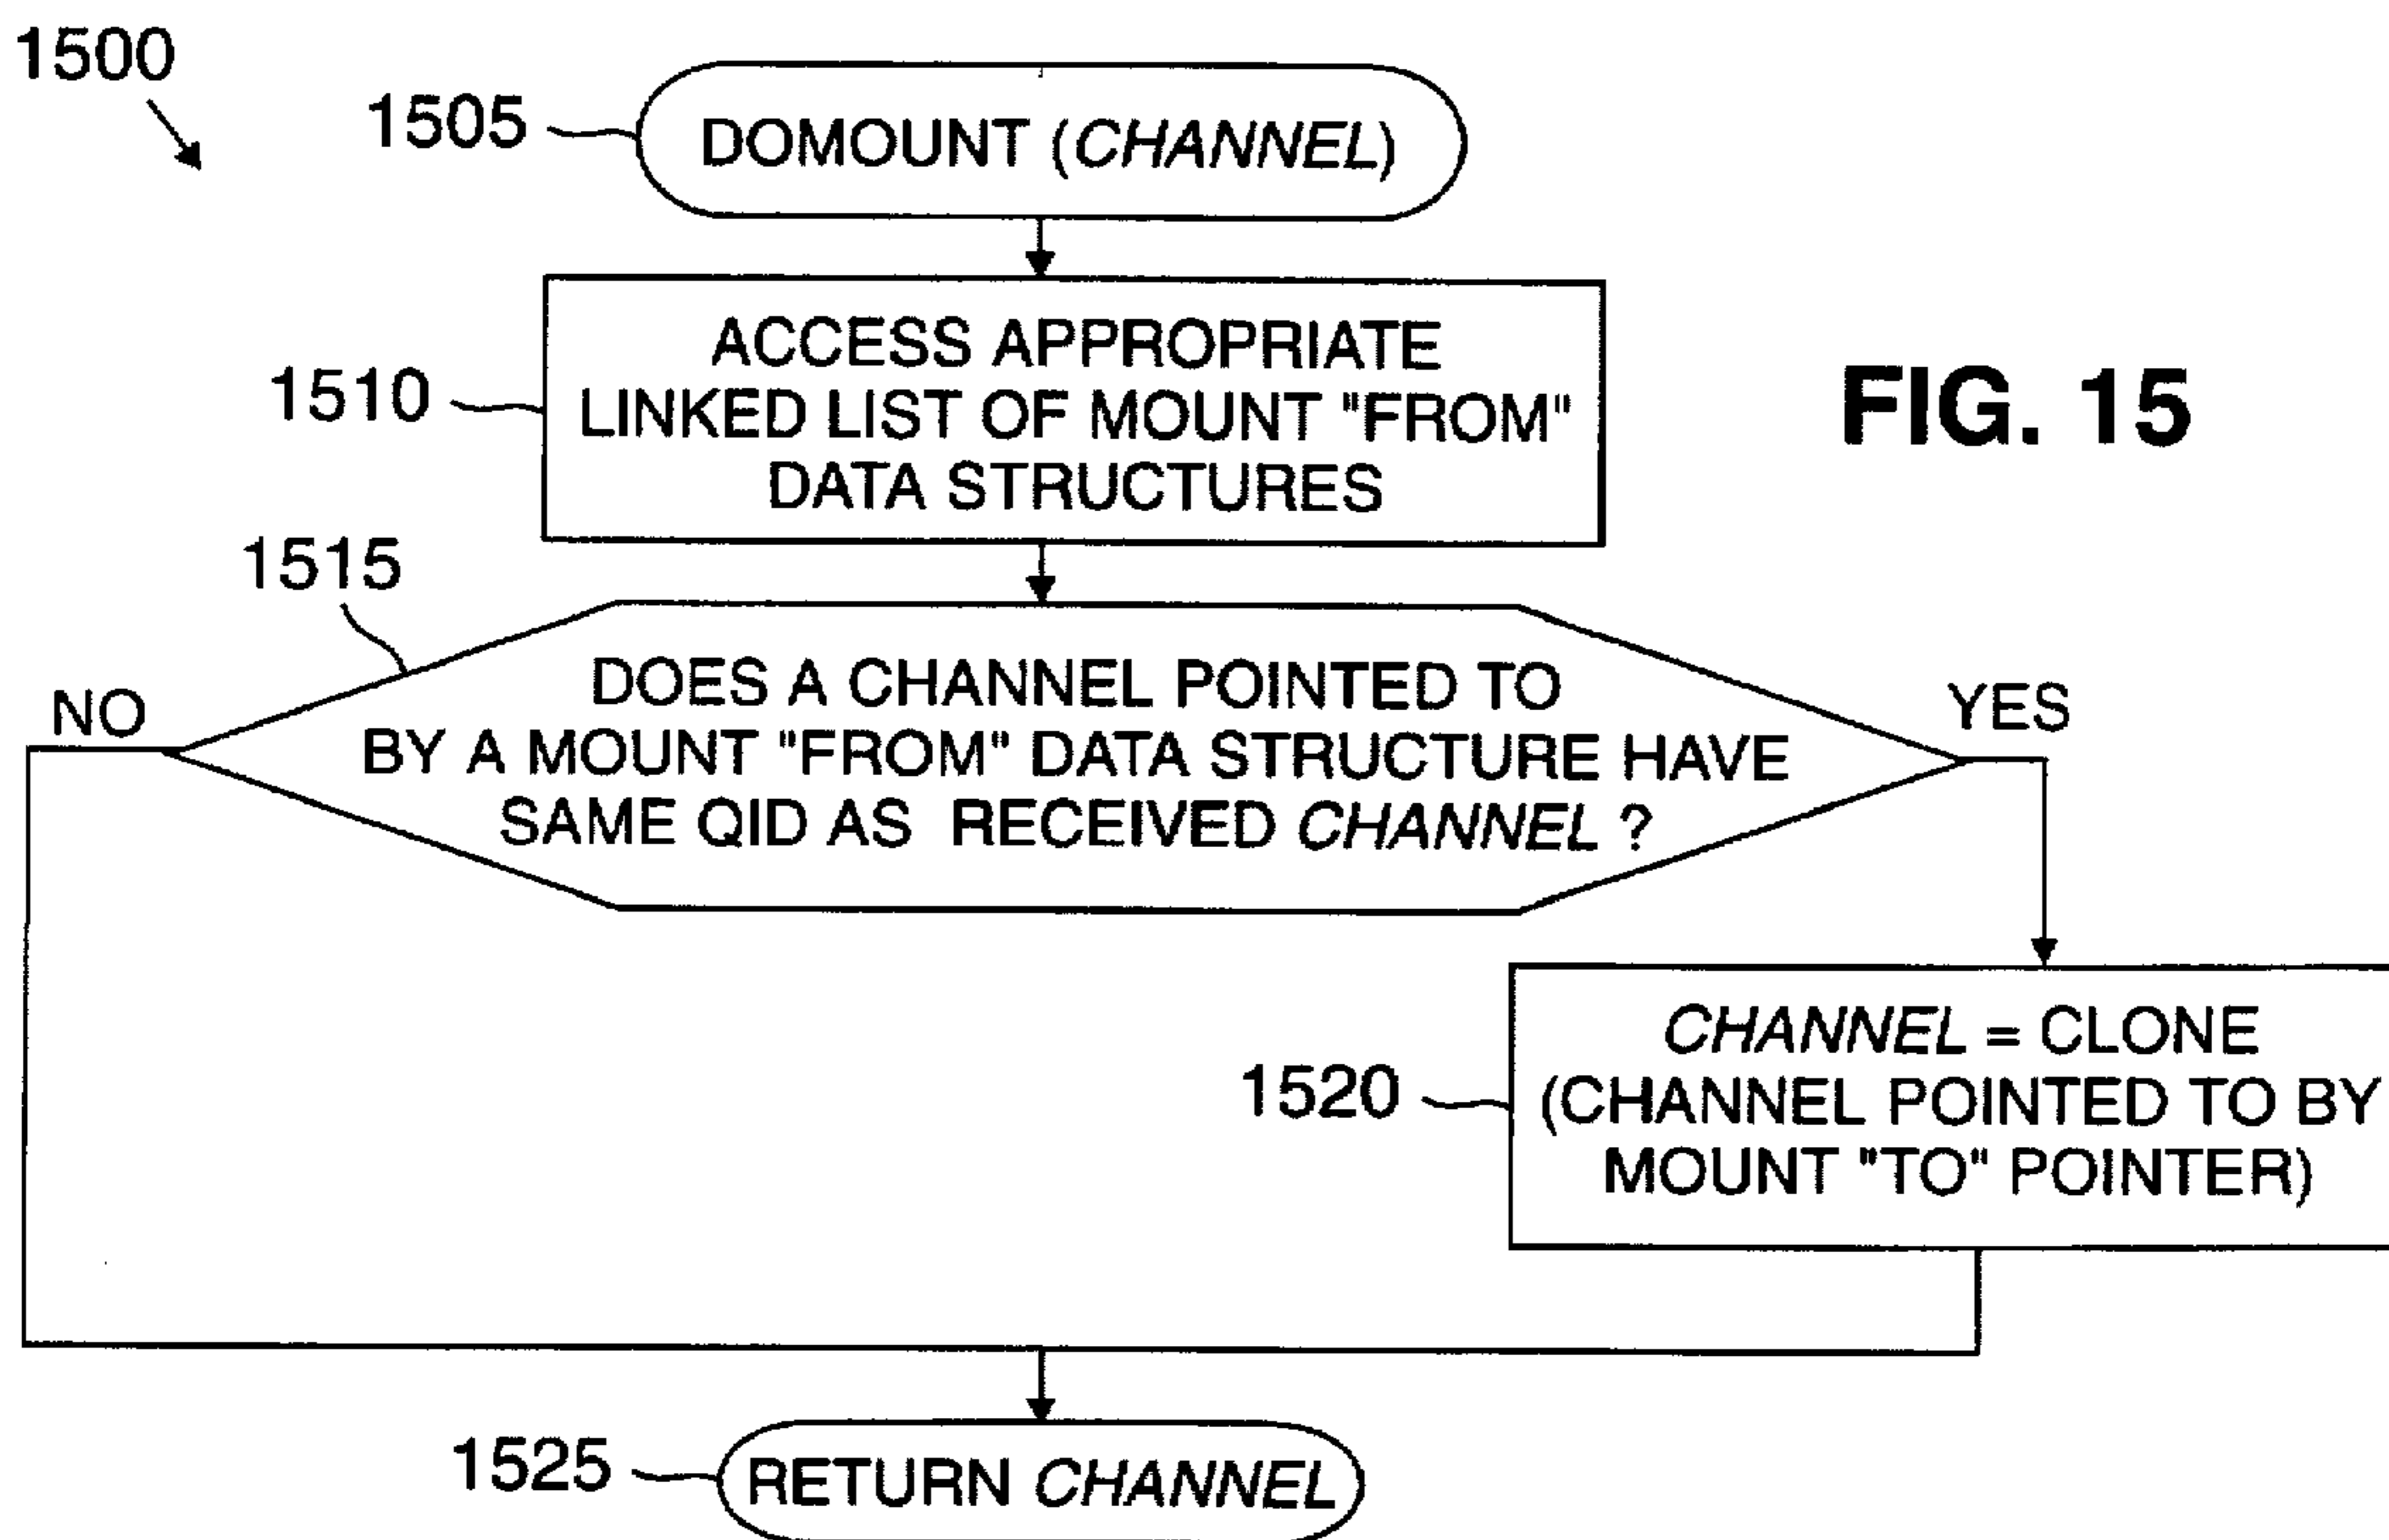 1500
1505
DOMOUNT (CHANNEL)
1510
ACCESS APPROPRIATE
LINKED LIST OF MOUNT "FROM"
DATA STRUCTURES
FIG. 15
1515
NO
YES
DOES A CHANNEL POINTED TO
BY A MOUNT "FROM" DATA STRUCTURE HAVE
SAME QID AS RECEIVED CHANNEL ?
1520
CHANNEL = CLONE
(CHANNEL POINTED TO BY
MOUNT "TO" POINTER)
1525
RETURN CHANNEL